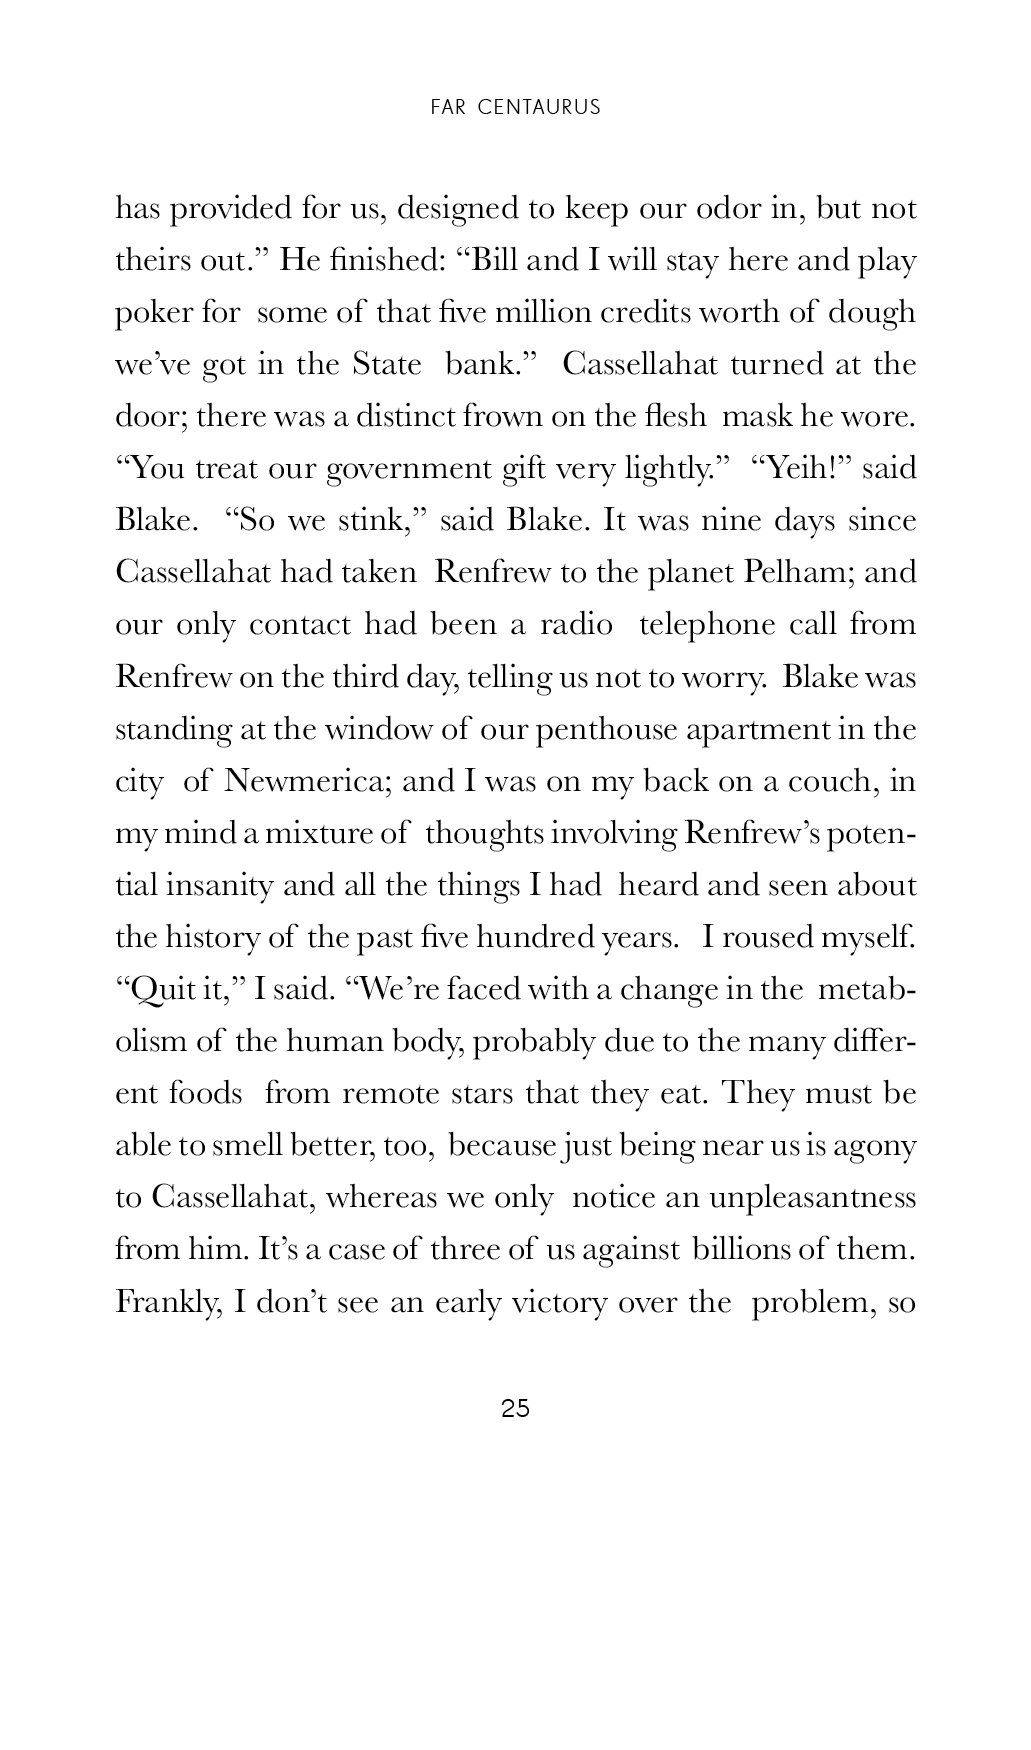 FAR CENTAURUS
has provided for us, designed to keep our odor in, but not
theirs out.” He finished: “Bill and I will stay here and play
poker for some of that five million credits worth of dough
we’ve got in the State bank.” Cassellahat turned at the
door; there was a distinct frown on the flesh mask he wore.
“You treat our government gift very lightly.” “Yeih!” said
Blake. “So we stink,” said Blake. It was nine days since
Cassellahat had taken Renfrew to the planet Pelham; and
our only contact had been a radio telephone call from
Renfrew on the third day, telling us not to worry. Blake was
standing at the window of our penthouse apartment in the
city of Newmerica; and I was on my back on a couch, in
my mind a mixture of thoughts involving Renfrew’s poten-
tial insanity and all the things I had heard and seen about
the history of the past five hundred years. I roused myself.
“Quit it,” I said. “We’re faced with a change in the metab-
olism of the human body, probably due to the many differ-
ent foods from remote stars that they eat. They must be
able to smell better, too, because just being near us is agony
to Cassellahat, whereas we only notice an unpleasantness
from him. It’s a case of three of us against billions of them.
Frankly, I don’t see an early victory over the problem, so
25